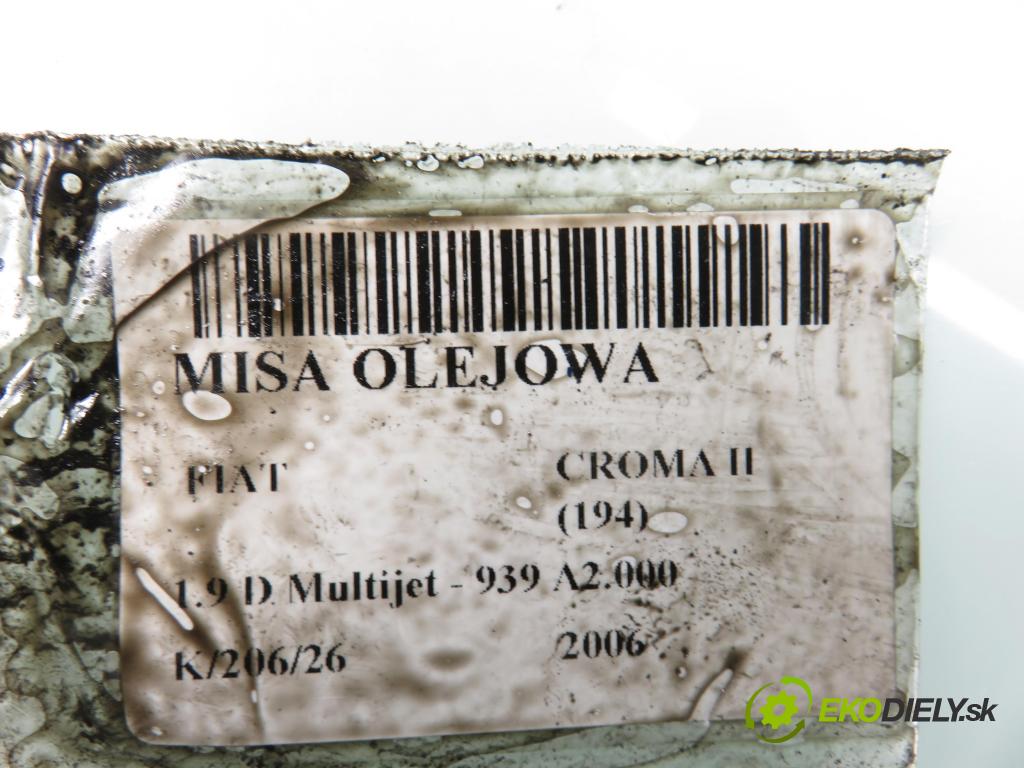 MISA OLEJOWA
FIAT CROMA II
(194)
1.9 D Multijet - 939 A2.000
K/206/26 2006
EKODIELY.sk